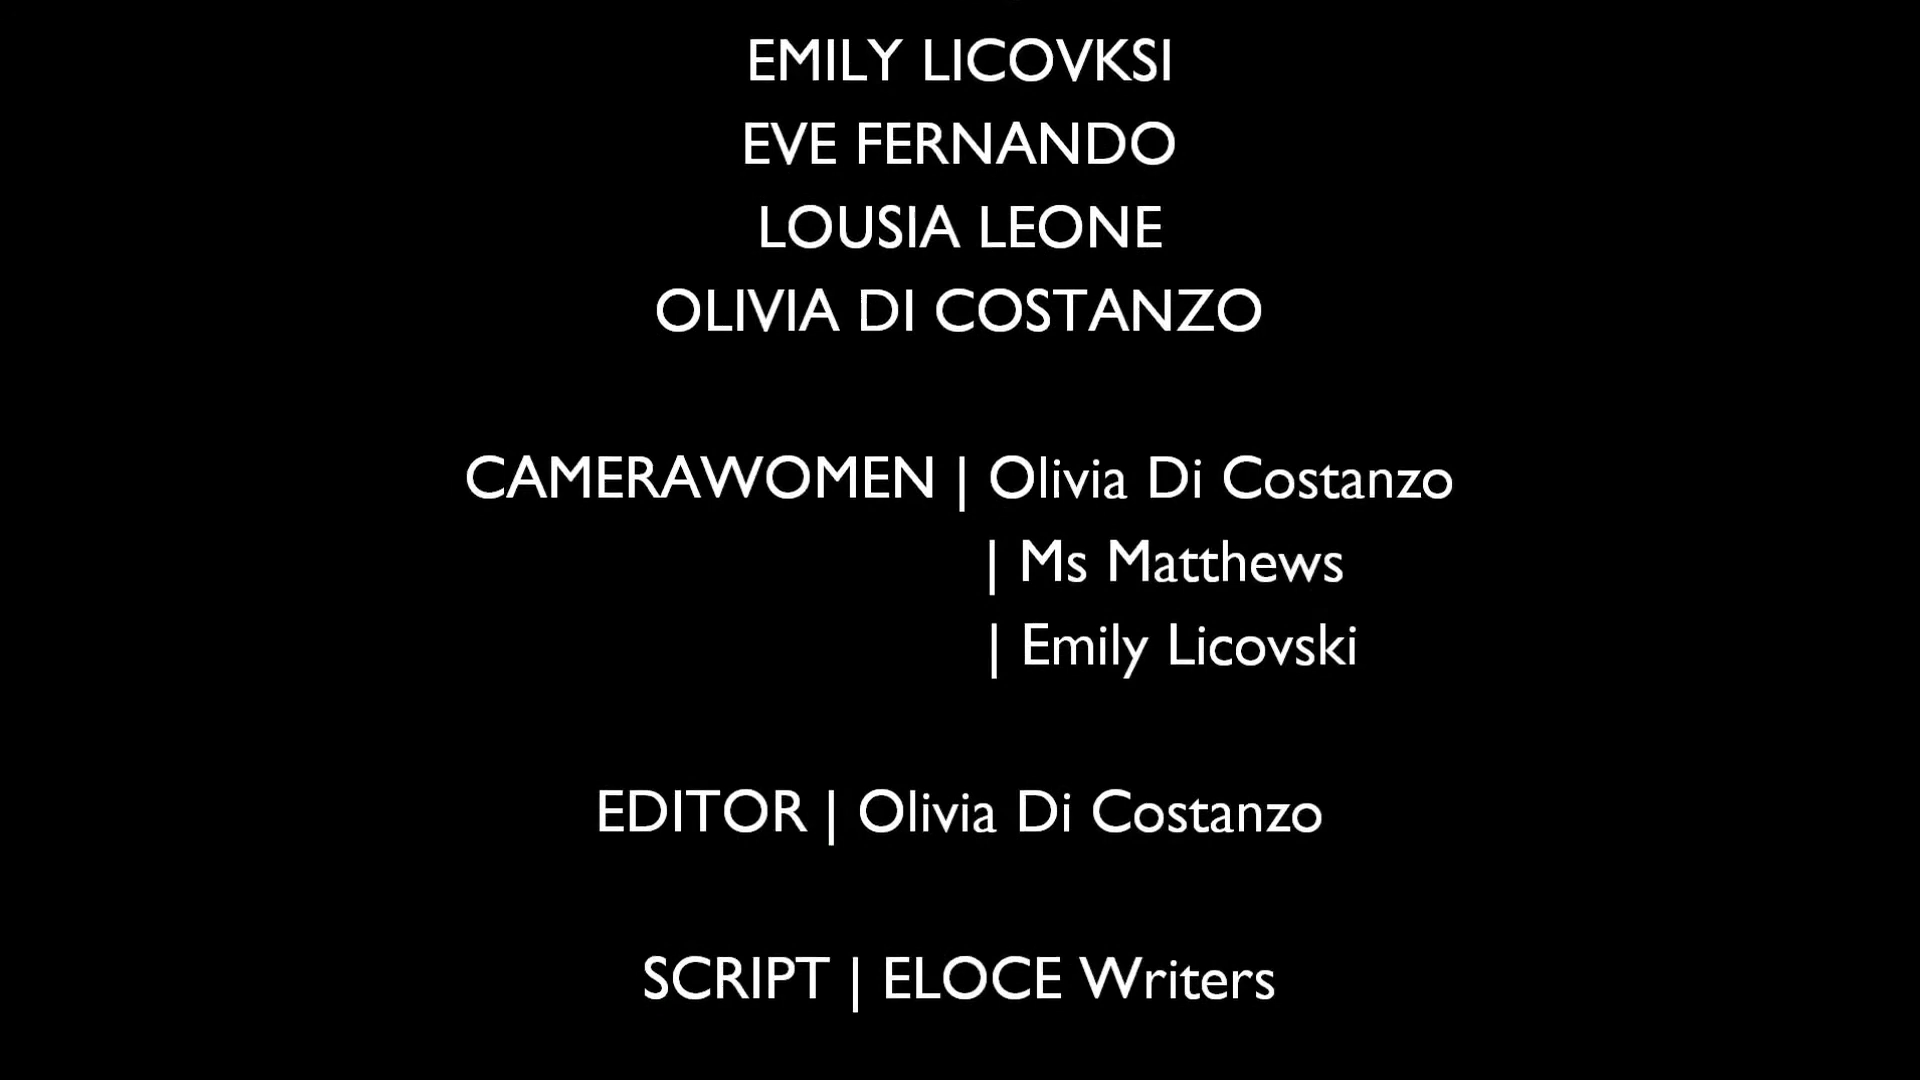 EMILY LICOVKSI
EVE FERNANDO
LOUSIA LEONE
OLIVIA DI COSTANZO
CAMERAWOMEN | Olivia Di Costanzo
| Ms Matthews
| Emily Licovski
EDITOR | Olivia Di Costanzo
SCRIPT | ELOCE Writers